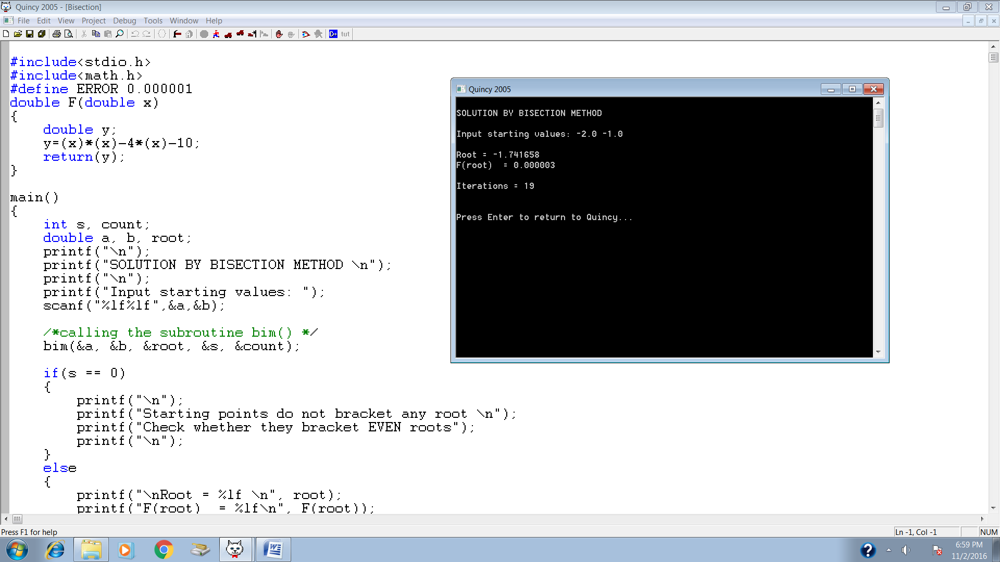 Quincy 2005 - [Bisection]
File Edit View Project Debug Tools Window Help
C++ tut
#include<stdio.h>
#include<math.h>
#define ERROR 0.000001
double F(double x)
{
double y;
y=(x)*(x)-4*(x)-10;
return(y);
}
main()
{
int s, count;
double a, b, root;
printf("\n");
printf("SOLUTION BY BISECTION METHOD \n");
printf("\n");
printf("Input starting values: ");
scanf("%lf%lf",&a,&b);
/*calling the subroutine bim() */
bim(&a, &b, &root, &s, &count);
if(s == 0)
{
printf("\n");
printf("Starting points do not bracket any root \n");
printf("Check whether they bracket EVEN roots");
printf("\n");
}
else
{
printf("\nRoot = %lf \n", root);
printf("F(root)  = %lf\n", F(root));
Quincy 2005
SOLUTION BY BISECTION METHOD
Input starting values: -2.0 -1.0
Root = -1.741658
F(root)  = 0.000003
Iterations = 19
Press Enter to return to Quincy...
Press F1 for help
Ln -1, Col -1
NUM
6:59 PM
11/2/2016